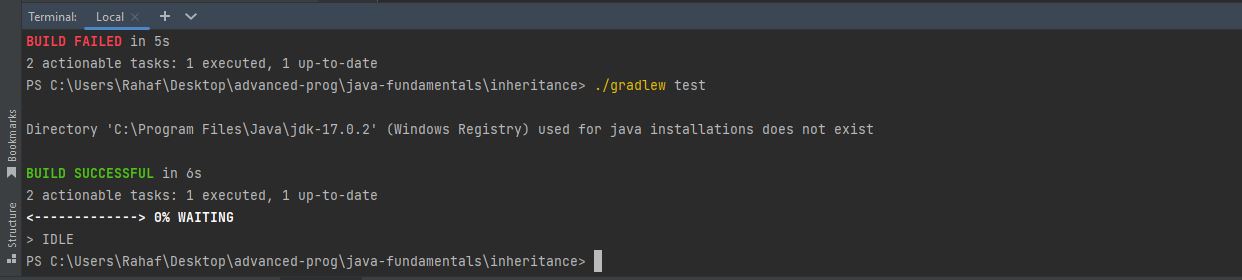 Terminal: Local × + 
BUILD FAILED in 5s
2 actionable tasks: 1 executed, 1 up-to-date
PS C:\Users\Rahaf\Desktop\advanced-prog\java-fundamentals\inheritance> ./gradlew test
Directory 'C:\Program Files\Java\jdk-17.0.2' (Windows Registry) used for java installations does not exist
BUILD SUCCESSFUL in 6s
2 actionable tasks: 1 executed, 1 up-to-date
<-------------> 0% WAITING
> IDLE
PS C:\Users\Rahaf\Desktop\advanced-prog\java-fundamentals\inheritance>
Bookmarks
Structure